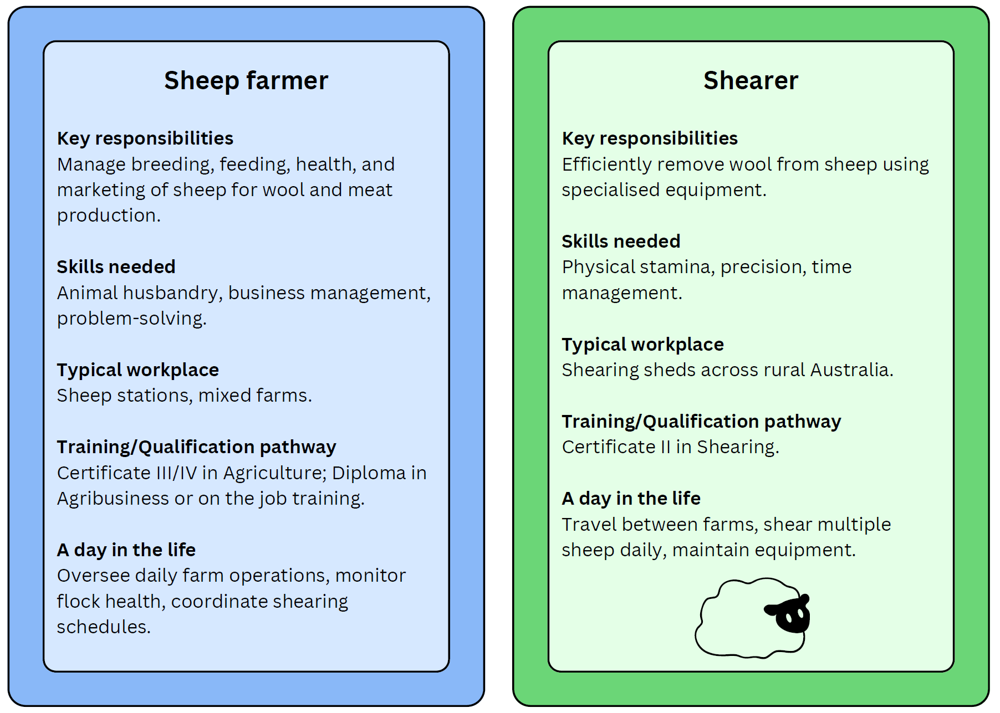 Sheep farmer
Key responsibilities
Manage breeding, feeding, health, and
marketing of sheep for wool and meat
production.
Skills needed
Animal husbandry, business management,
problem-solving.
Typical workplace
Sheep stations, mixed farms.
Training/Qualification pathway
Certificate III/IV in Agriculture; Diploma in
Agribusiness or on the job training.
A day in the life
Oversee daily farm operations, monitor
flock health, coordinate shearing
schedules.
Shearer
Key responsibilities
Efficiently remove wool from sheep using
specialised equipment.
Skills needed
Physical stamina, precision, time
management.
Typical workplace
Shearing sheds across rural Australia.
Training/Qualification pathway
Certificate II in Shearing.
A day in the life
Travel between farms, shear multiple
sheep daily, maintain equipment.